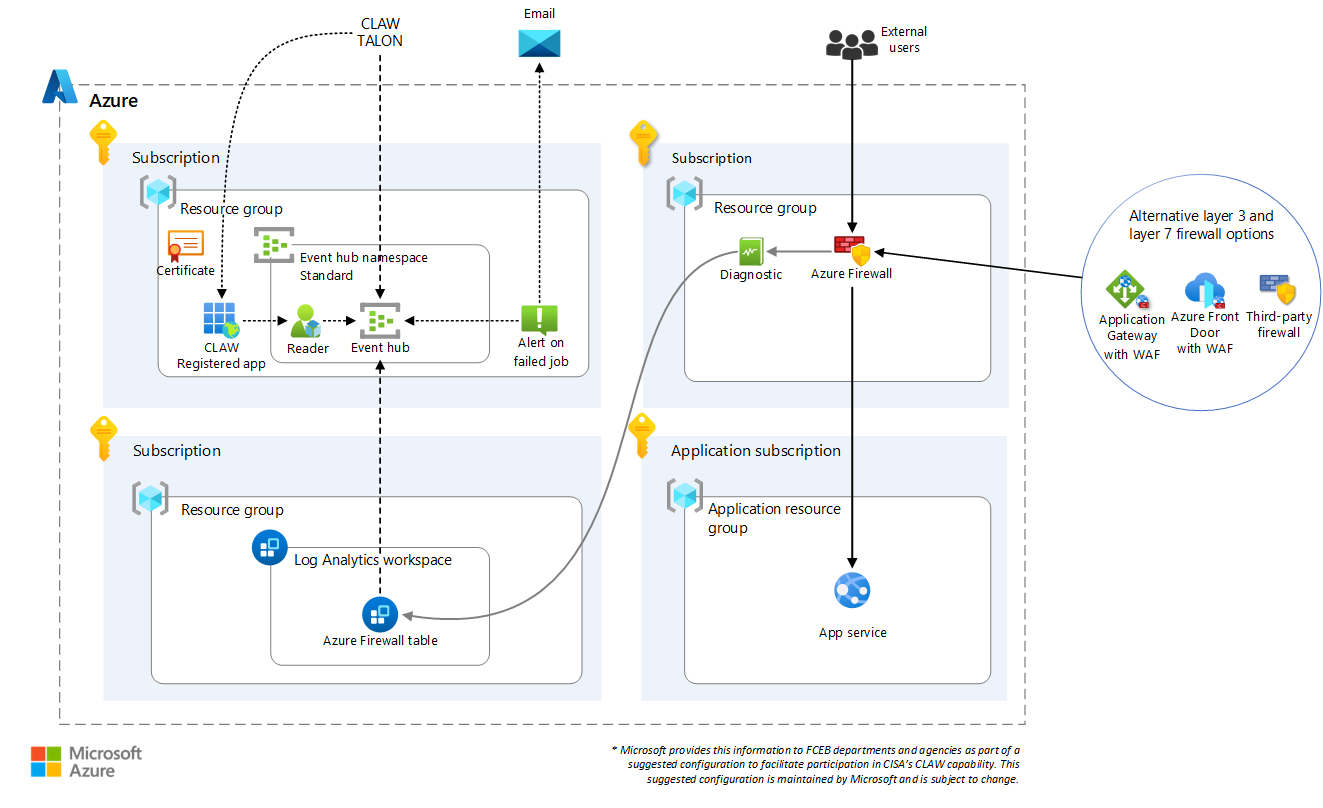 CLAW
TALON
Email
External
users
Azure
Subscription
Resource group
Certificate
Event hub namespace
Standard
CLAW
Registered app
Reader
Event hub
Alert on
failed job
Subscription
Resource group
Diagnostic
Azure Firewall
Alternative layer 3 and
layer 7 firewall options
Application
Gateway
with WAF
Azure Front
Door
with WAF
Third-party
firewall
Subscription
Resource group
Log Analytics workspace
Azure Firewall table
Application subscription
Application resource
group
App service
Microsoft
Azure
* Microsoft provides this information to FCEB departments and agencies as part of a
suggested configuration to facilitate participation in CISA's CLAW capability. This
suggested configuration is maintained by Microsoft and is subject to change.